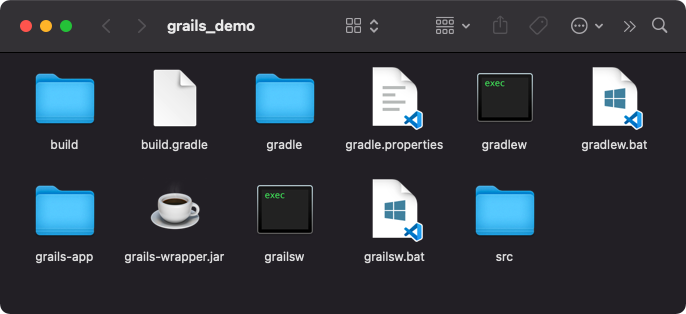 grails_demo
exec
build
build.gradle
gradle
gradle.properties
gradlew
gradlew.bat
exec
grails-app
grails-wrapper.jar
grailsw
grailsw.bat
src